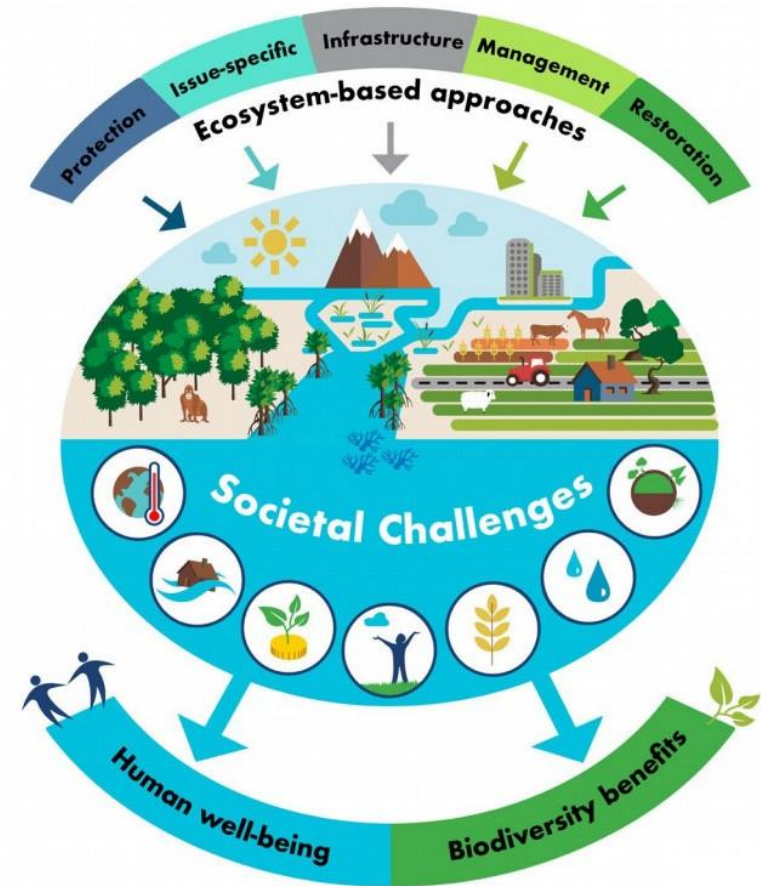 Protection
Issue-specific
Infrastructure
Management
Restoration
Ecosystem-based approaches
Societal Challenges
Human well-being
Biodiversity benefits